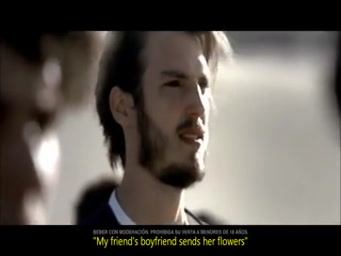 BEBER CON MODERACIÓN. PROHIBIDA SU VENTA A MENORES DE 18 AÑOS.
"My friend's boyfriend sends her flowers"